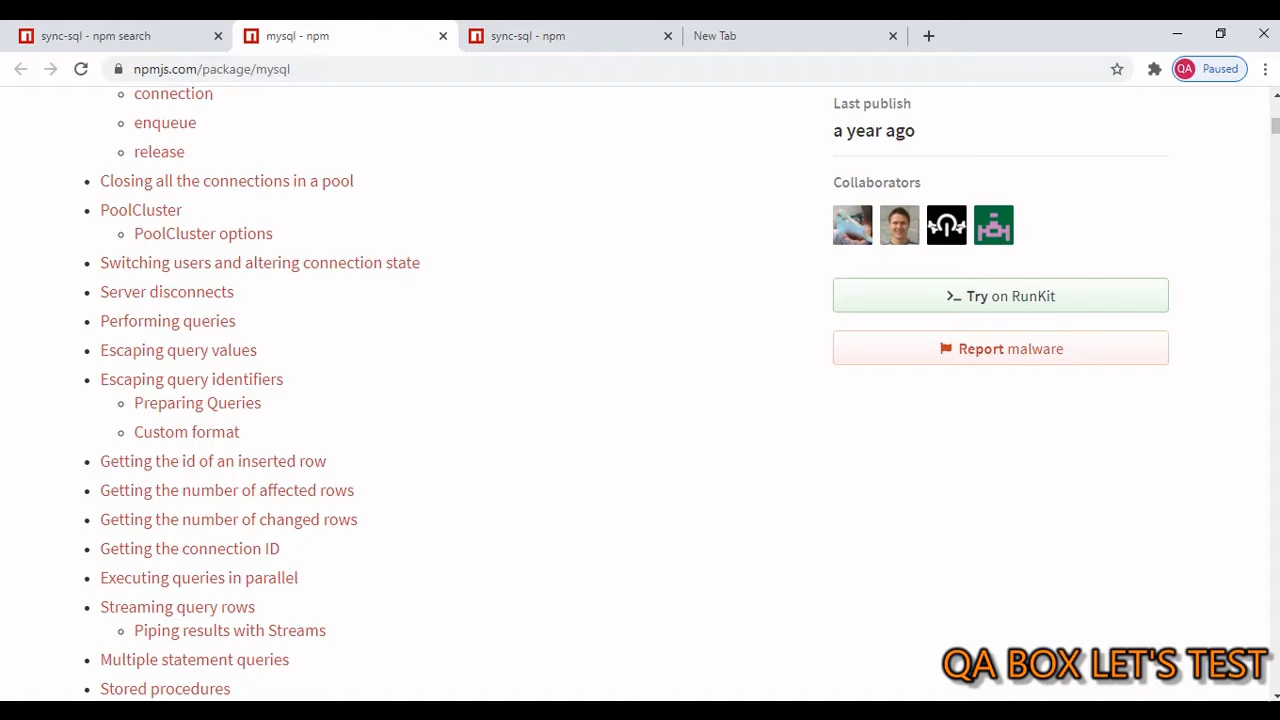 sync-sql - npm search
mysql - npm
sync-sql - npm
New Tab
npmjs.com/package/mysql
QA
Paused
connection
enqueue
release
Closing all the connections in a pool
PoolCluster
PoolCluster options
Switching users and altering connection state
Server disconnects
Performing queries
Escaping query values
Escaping query identifiers
Preparing Queries
Custom format
Getting the id of an inserted row
Getting the number of affected rows
Getting the number of changed rows
Getting the connection ID
Executing queries in parallel
Streaming query rows
Piping results with Streams
Multiple statement queries
Stored procedures
Last publish
a year ago
Collaborators
Try on RunKit
Report malware
QA BOX LET'S TEST